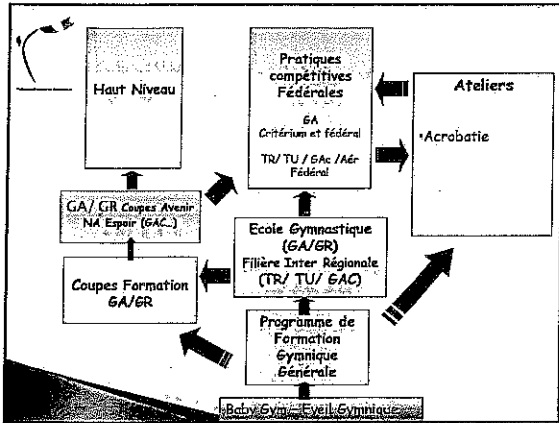 Haut Niveau
Pratiques
compétitives
Fédérales
GA
Critérium et fédéral
TR/ TU / GAc /Aér
Fédéral
Ateliers
•Acrobatie
GA/ GR Coupes Avenir
NA Espoir (GAC..)
Ecole Gymnastique
(GA/GR)
Filière Inter Régionale
(TR/ TU/ GAC)
Coupes Formation
GA/GR
Programme de
Formation
Gymnique
Générale
Baby Gym – Eveil Gymnique